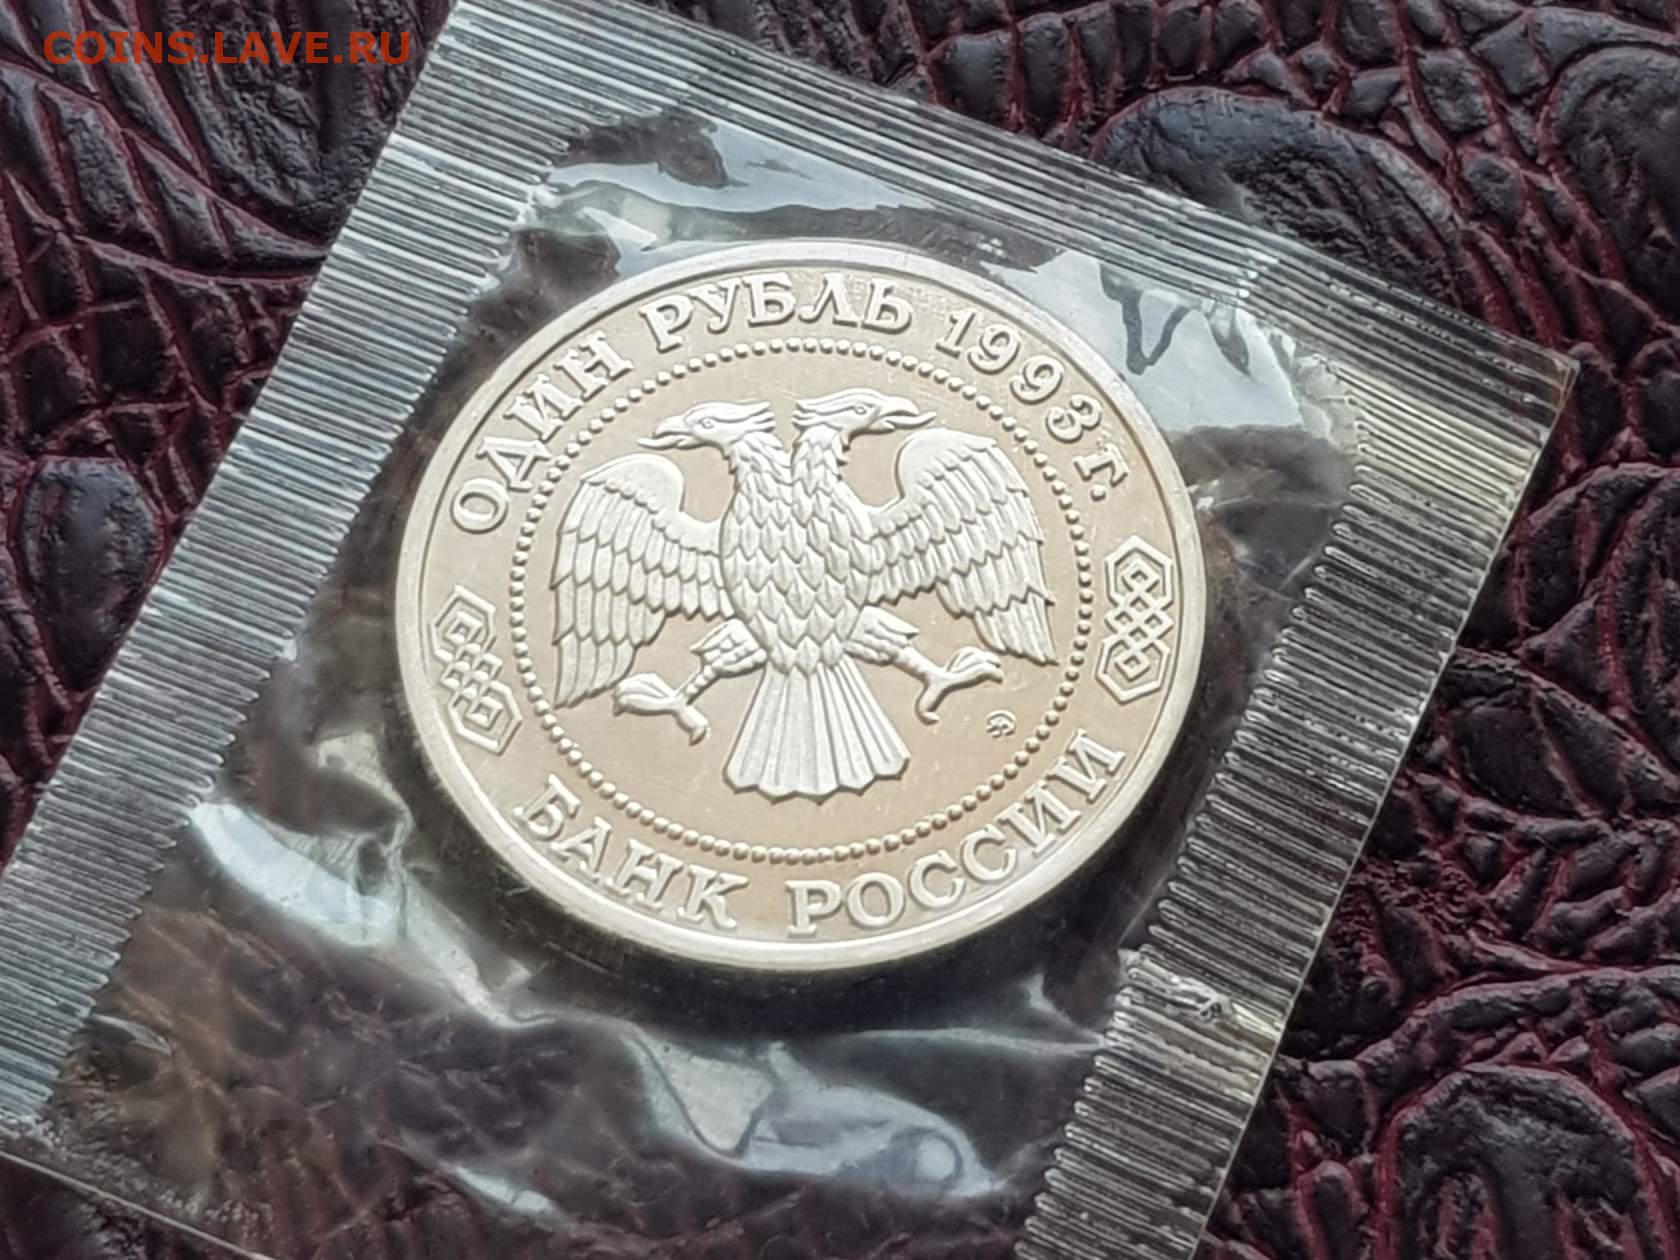 COINS.LAVE.RU
ОДИН РУБЛЬ 1993 г.
БАНК РОССИИ